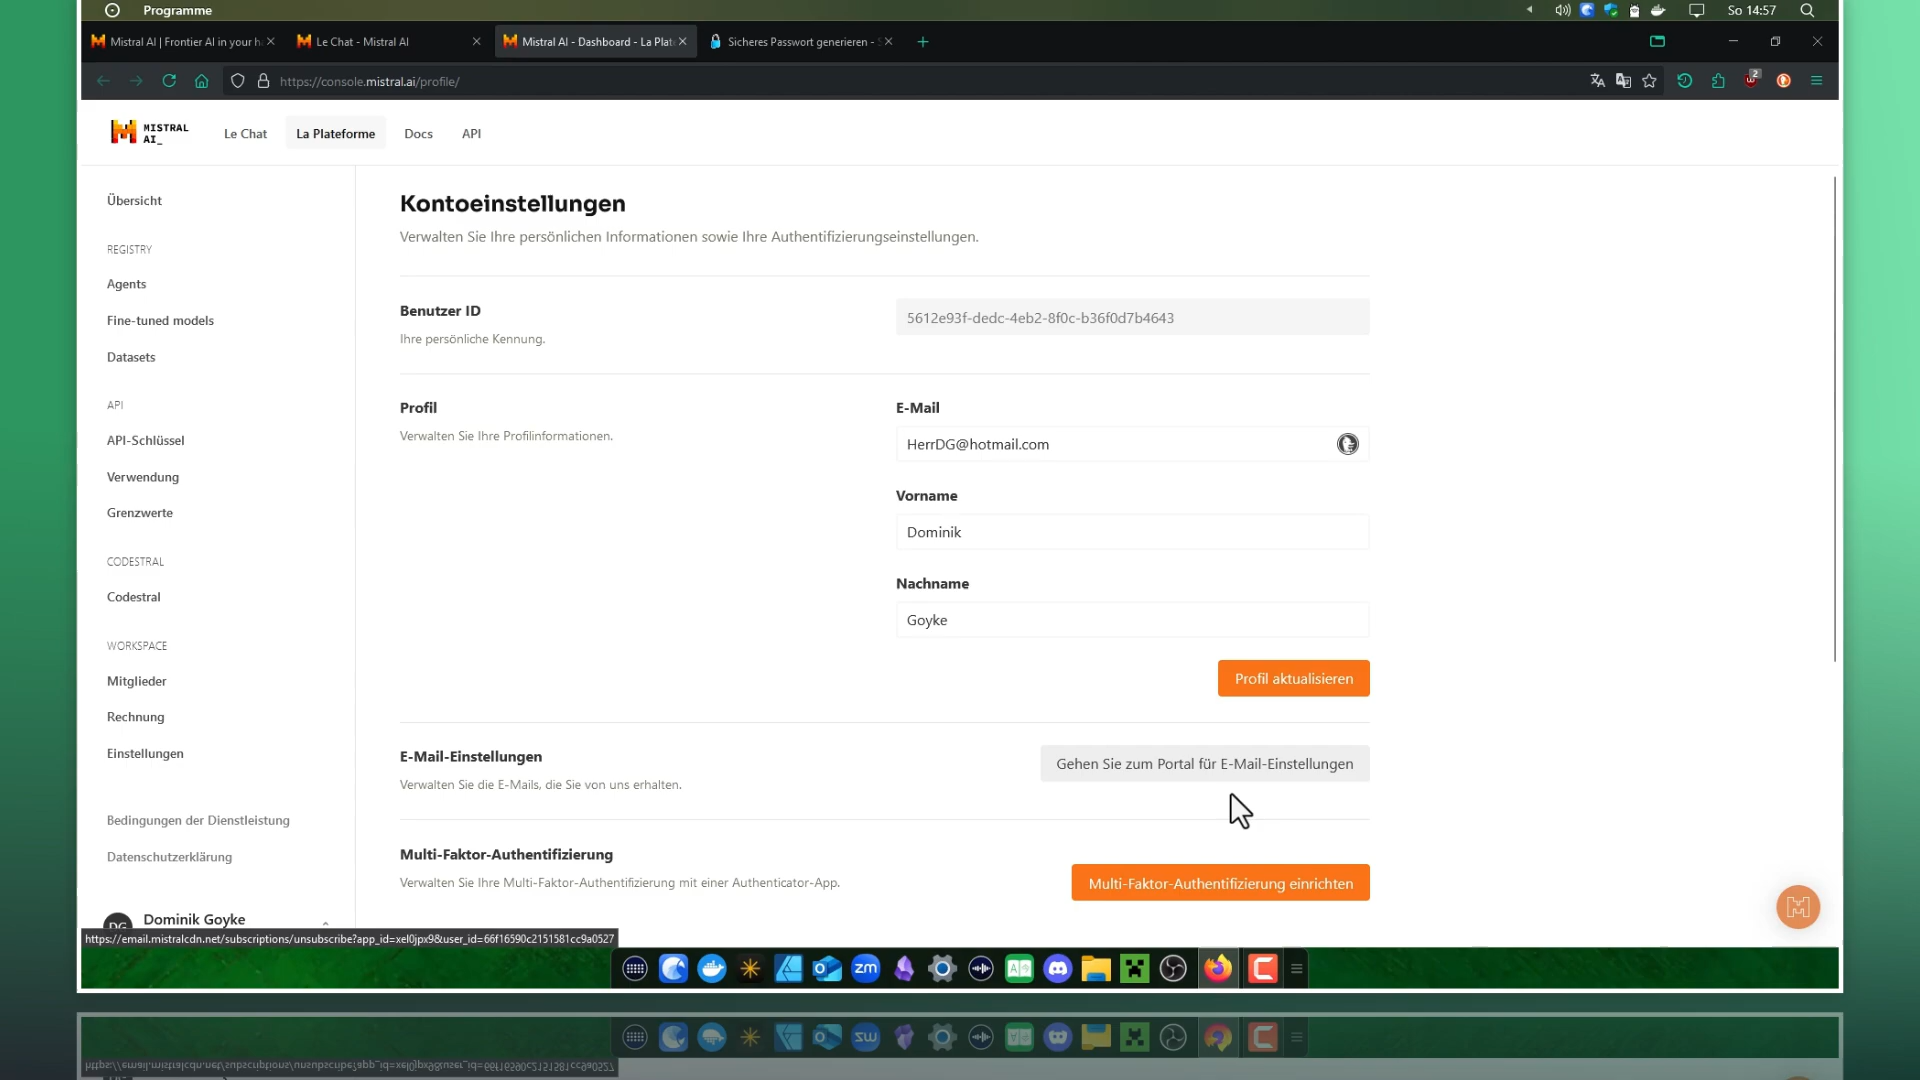 Programme
So 14:57
Mistral AI | Frontier AI in your h
Le Chat - Mistral AI
Mistral AI - Dashboard - La Plat
Sicheres Passwort generieren -
https://console.mistral.ai/profile/
2
MISTRAL
AI_
Le Chat
La Plateforme
Docs
API
Übersicht
REGISTRY
Agents
Fine-tuned models
Datasets
API
API-Schlüssel
Verwendung
Grenzwerte
CODESTRAL
Codestral
WORKSPACE
Mitglieder
Rechnung
Einstellungen
Bedingungen der Dienstleistung
Datenschutzerklärung
DG
Dominik Goyke
Kontoeinstellungen
Verwalten Sie Ihre persönlichen Informationen sowie Ihre Authentifizierungseinstellungen.
Benutzer ID
Ihre persönliche Kennung.
5612e93f-dedc-4eb2-8f0c-b36f0d7b4643
Profil
Verwalten Sie Ihre Profilinformationen.
E-Mail
HerrDG@hotmail.com
Vorname
Dominik
Nachname
Goyke
Profil aktualisieren
E-Mail-Einstellungen
Verwalten Sie die E-Mails, die Sie von uns erhalten.
Gehen Sie zum Portal für E-Mail-Einstellungen
Multi-Faktor-Authentifizierung
Verwalten Sie Ihre Multi-Faktor-Authentifizierung mit einer Authenticator-App.
Multi-Faktor-Authentifizierung einrichten
https://email.mistralcdn.net/subscriptions/unsubscribe?app_id=xel0jpx9&user_id=66f16590c2151581cc9a0527
zm